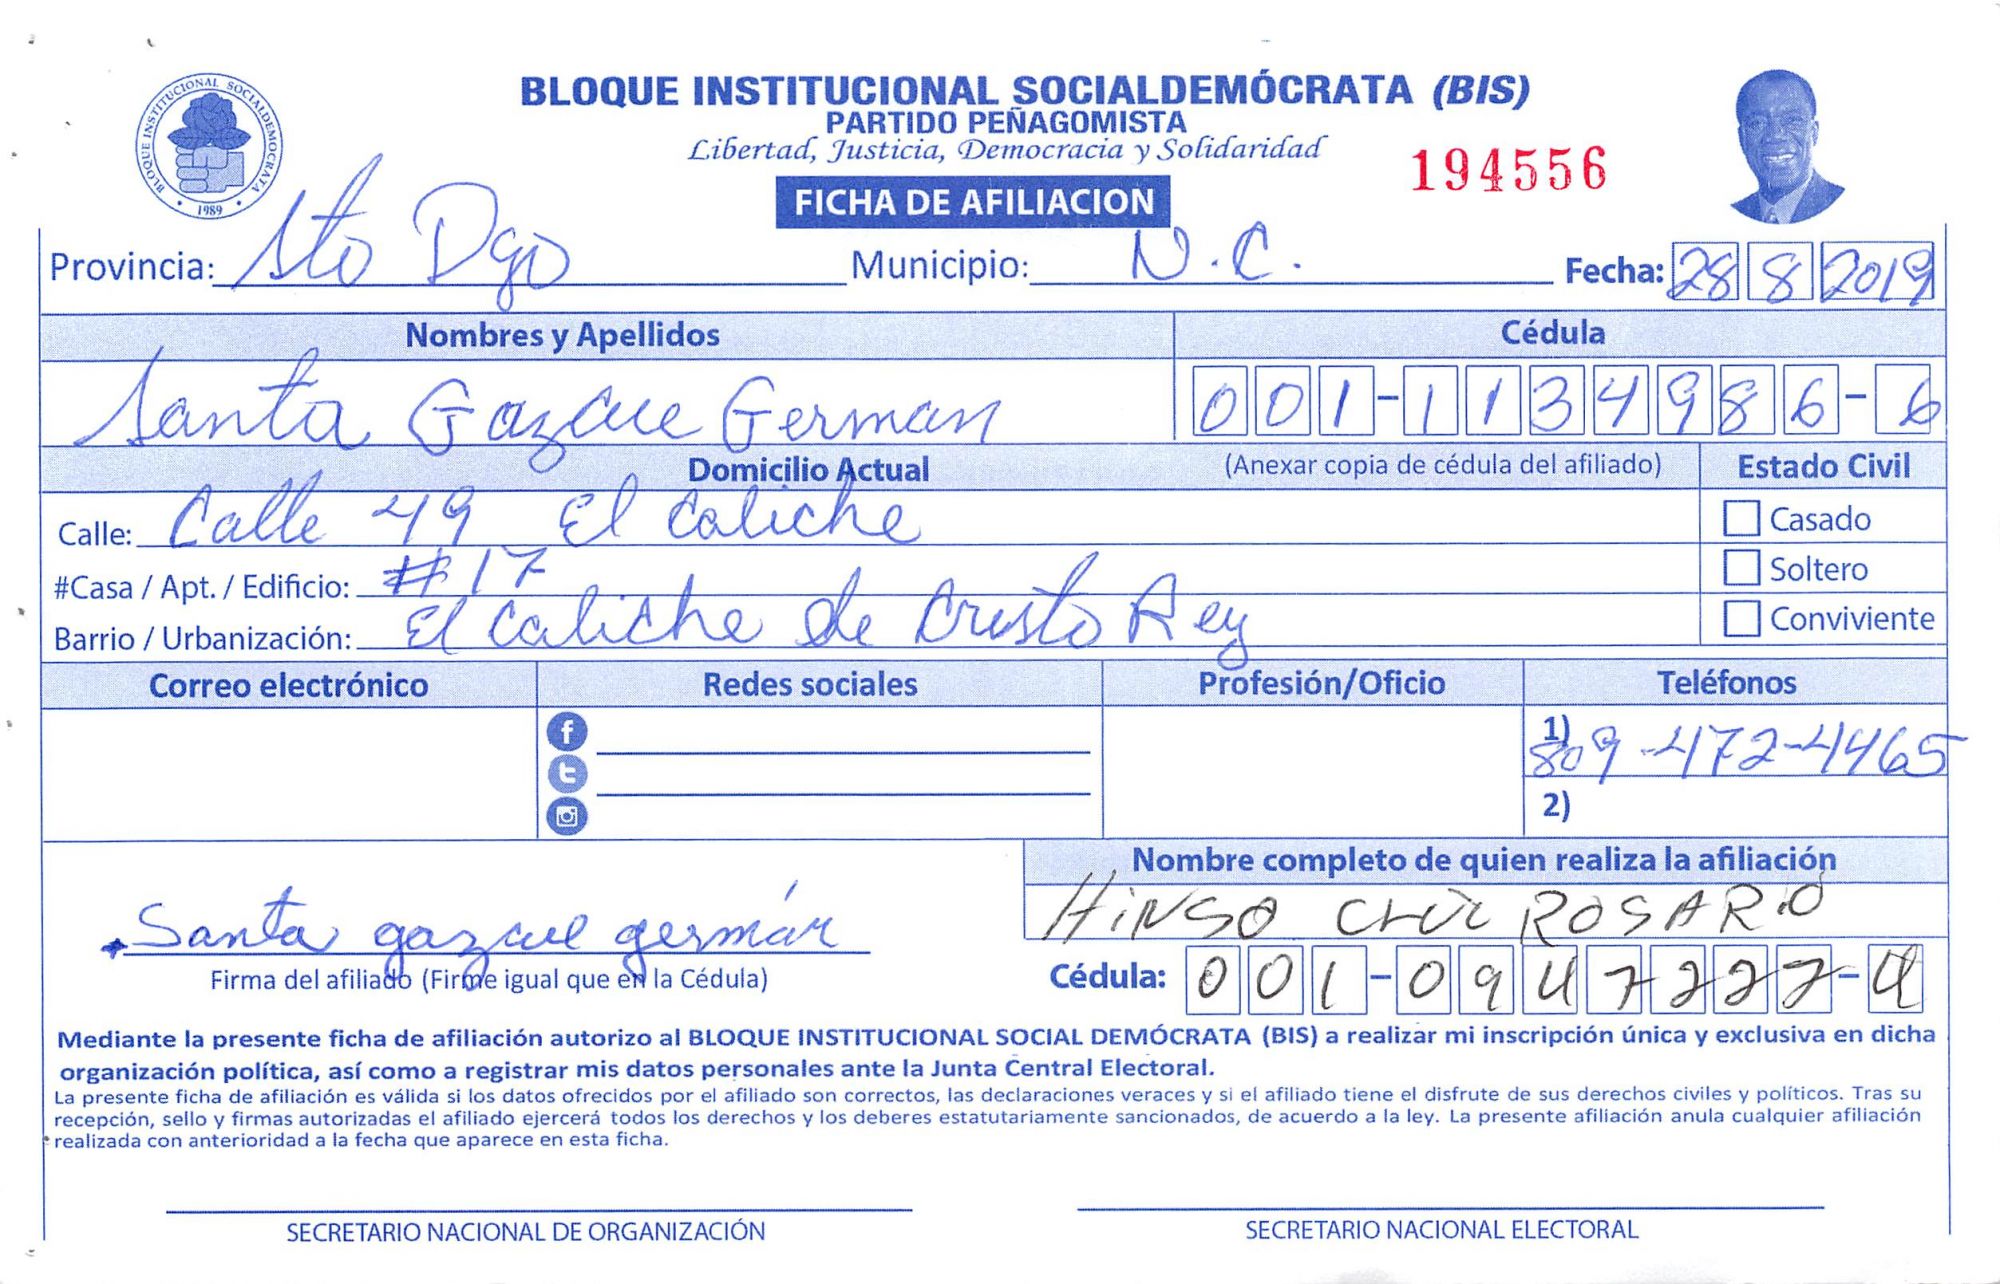 BLOQUE INSTITUCIONAL SOCIALDEMÓCRATA (BIS)
PARTIDO PEÑAGOMISTA
Libertad, Justicia, Democracia y Solidaridad
194556
FICHA DE AFILIACION
BLOQUE INSTITUCIONAL SOCIALDEMOCRATA
1989
Provincia: Sto Dgo Municipio: N.C. Fecha: 28 8 2019
Nombres y Apellidos Cédula
Santa Gazcue German 001-1134986-6
Domicilio Actual (Anexar copia de cédula del afiliado) Estado Civil
Calle: Calle 49 El Caliche Casado
#Casa / Apt. / Edificio: #17 Soltero
Barrio / Urbanización: El Caliche de Cristo Rey Conviviente
Correo electrónico Redes sociales Profesión/Oficio Teléfonos
1) 809-472-4465
2)
Nombre completo de quien realiza la afiliación
Santa gazcue germán ROSARIO
Firma del afiliado (Firme igual que en la Cédula) Cédula: 001-0947222-4
Mediante la presente ficha de afiliación autorizo al BLOQUE INSTITUCIONAL SOCIAL DEMÓCRATA (BIS) a realizar mi inscripción única y exclusiva en dicha
organización política, así como a registrar mis datos personales ante la Junta Central Electoral.
La presente ficha de afiliación es válida si los datos ofrecidos por el afiliado son correctos, las declaraciones veraces y si el afiliado tiene el disfrute de sus derechos civiles y políticos. Tras su
recepción, sello y firmas autorizadas el afiliado ejercerá todos los derechos y los deberes estatutariamente sancionados, de acuerdo a la ley. La presente afiliación anula cualquier afiliación
realizada con anterioridad a la fecha que aparece en esta ficha.
SECRETARIO NACIONAL DE ORGANIZACIÓN SECRETARIO NACIONAL ELECTORAL